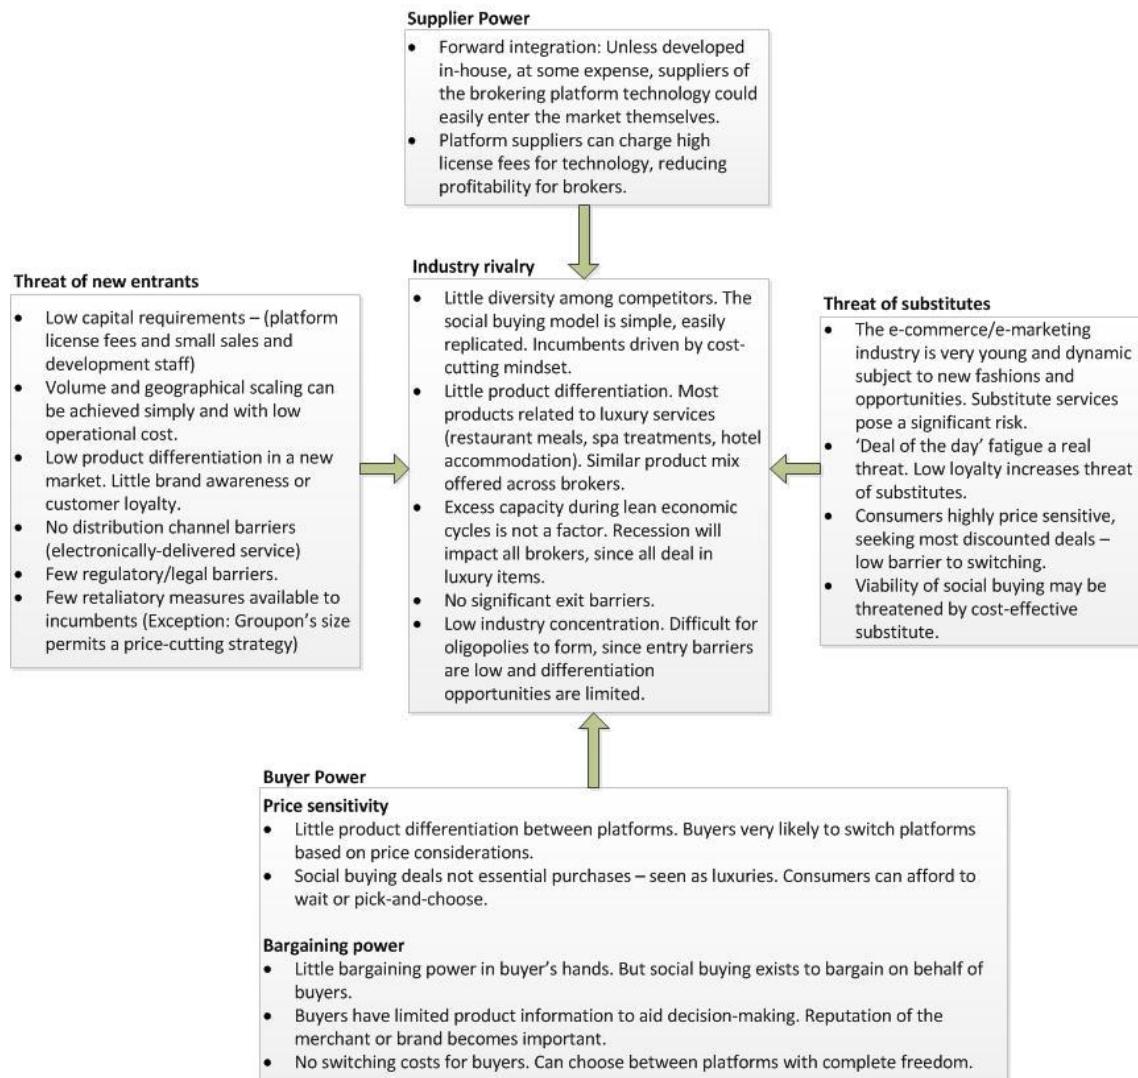 Supplier Power
• Forward integration: Unless developed
in-house, at some expense, suppliers of
the brokering platform technology could
easily enter the market themselves.
• Platform suppliers can charge high
license fees for technology, reducing
profitability for brokers.
Threat of new entrants
• Low capital requirements – (platform
license fees and small sales and
development staff)
• Volume and geographical scaling can
be achieved simply and with low
operational cost.
• Low product differentiation in a new
market. Little brand awareness or
customer loyalty.
• No distribution channel barriers
(electronically-delivered service)
• Few regulatory/legal barriers.
• Few retaliatory measures available to
incumbents (Exception: Groupon's size
permits a price-cutting strategy)
Industry rivalry
• Little diversity among competitors. The
social buying model is simple, easily
replicated. Incumbents driven by cost-
cutting mindset.
• Little product differentiation. Most
products related to luxury services
(restaurant meals, spa treatments, hotel
accommodation). Similar product mix
offered across brokers.
• Excess capacity during lean economic
cycles is not a factor. Recession will
impact all brokers, since all deal in
luxury items.
• No significant exit barriers.
• Low industry concentration. Difficult for
oligopolies to form, since entry barriers
are low and differentiation
opportunities are limited.
Threat of substitutes
• The e-commerce/e-marketing
industry is very young and dynamic
subject to new fashions and
opportunities. Substitute services
pose a significant risk.
• 'Deal of the day' fatigue a real
threat. Low loyalty increases threat
of substitutes.
• Consumers highly price sensitive,
seeking most discounted deals –
low barrier to switching.
• Viability of social buying may be
threatened by cost-effective
substitute.
Buyer Power
Price sensitivity
• Little product differentiation between platforms. Buyers very likely to switch platforms
based on price considerations.
• Social buying deals not essential purchases – seen as luxuries. Consumers can afford to
wait or pick-and-choose.
Bargaining power
• Little bargaining power in buyer's hands. But social buying exists to bargain on behalf of
buyers.
• Buyers have limited product information to aid decision-making. Reputation of the
merchant or brand becomes important.
• No switching costs for buyers. Can choose between platforms with complete freedom.